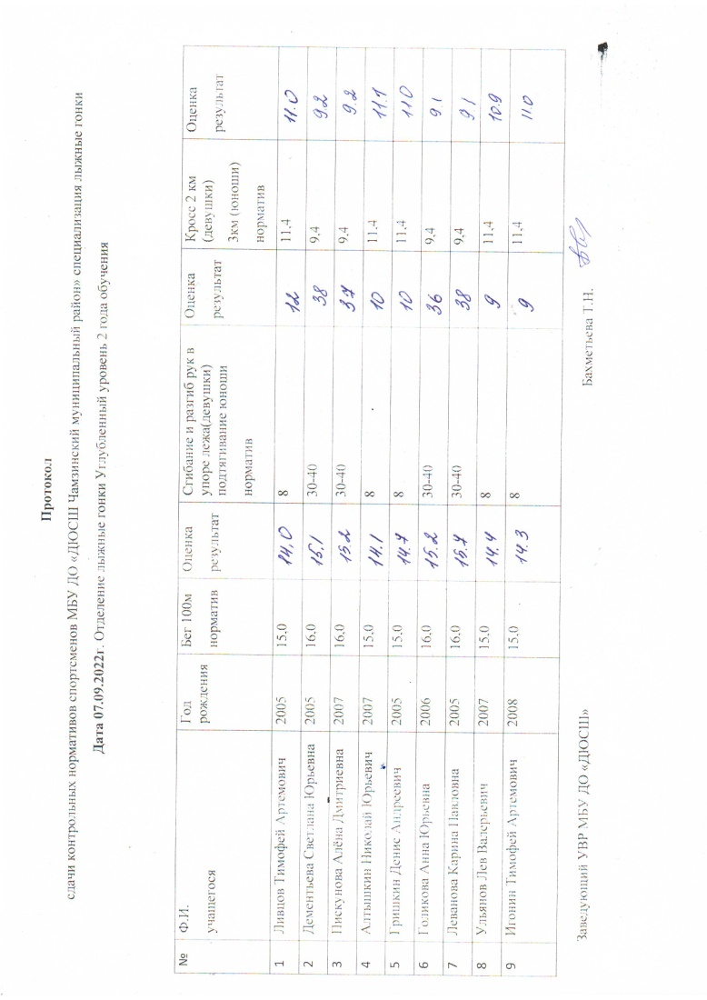 Протокол
сдачи контрольных нормативов спортсменов МБУ ДО «ДЮСШ Чамзинский муниципальный район» специализация лыжные гонки
Дата 07.09.2022г. Отделение лыжные гонки Углубленный уровень 2 года обучения
№ Ф.И. учащегося Год рождения Бег 100м норматив Оценка результат Сгибание и разгиб рук в упоре лежа(девушки) подтягивание юноши норматив Оценка результат Кросс 2 км (девушки) 3км (юноши) норматив Оценка результат
1 Ливцов Тимофей Артемович 2005 15,0 14,0 8 12 11,4 11.0
2 Дементьева Светлана Юрьевна 2005 16.0 15.1 30-40 38 9,4 9.2
3 Пискунова Алёна Дмитриевна 2007 16.0 15.2 30-40 37 9,4 9.2
4 Алтышкин Николай Юрьевич 2007 15,0 14.1 8 10 11.4 11.1
5 Гришкин Денис Андреевич 2005 15,0 14.7 8 10 11.4 110
6 Голикова Анна Юрьевна 2006 16.0 15.2 30-40 36 9,4 9.1
7 Леванова Карина Павловна 2005 16.0 15.7 30-40 38 9,4 9.1
8 Ульянов Лев Валерьевич 2007 15.0 14.4 8 9 11.4 10.9
9 Игонин Тимофей Артемович 2008 15.0 14.3 8 9 11.4 11.0
Заведующий УВР МБУ ДО «ДЮСШ» Бахметьева Т.Н.